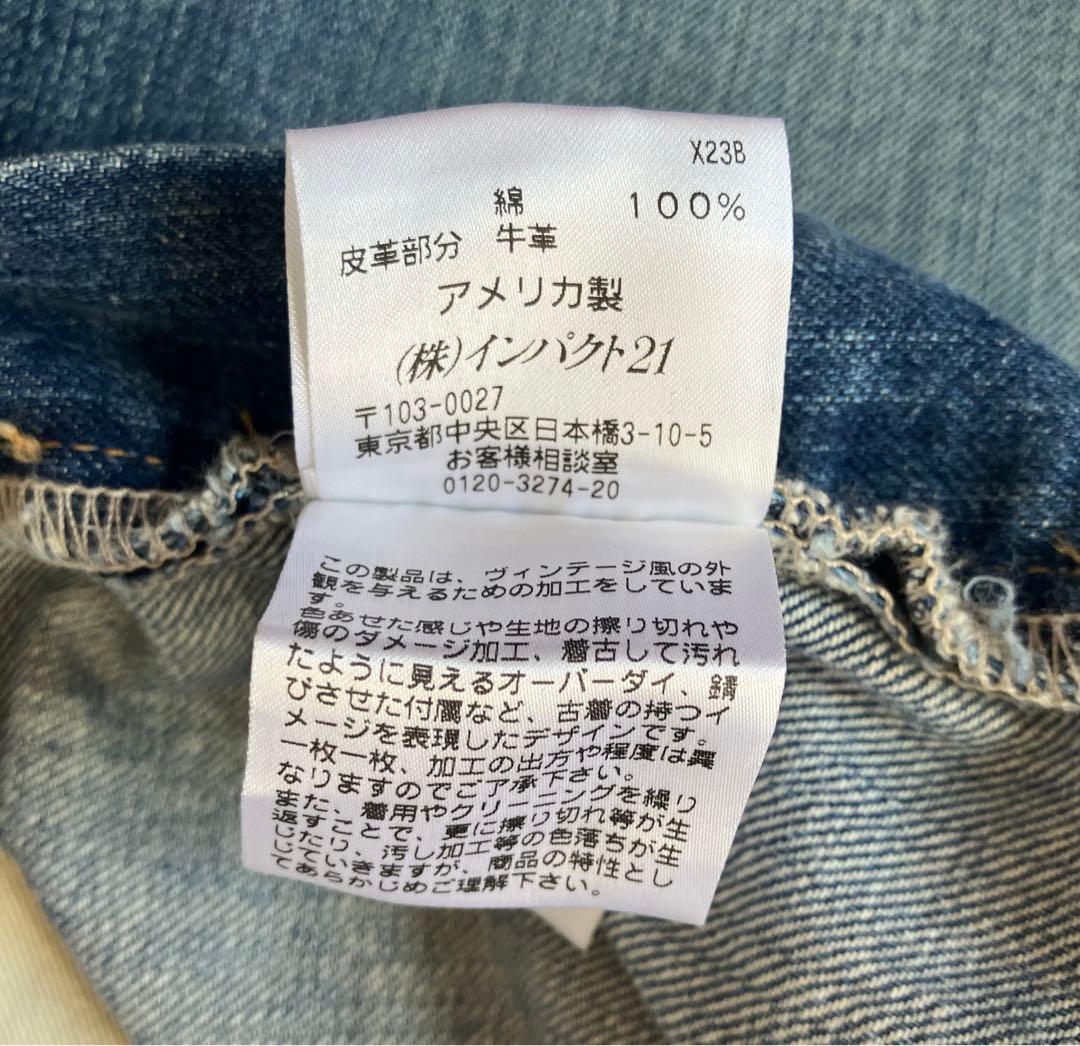 X23B
綿 100%
皮革部分 牛革
アメリカ製
(株)インパクト21
〒103-0027
東京都中央区日本橋3-10-5
お客様相談室
0120-3274-20
この製品は、ヴィンテージ風の外
観を与えるための加工をしていま
す。
色あせた感じや生地の擦り切れや
傷のダメージ加工、着古して汚れ
たように見えるオーバーダイ、錆
びさせた付属など、古着の持つイ
メージを表現したデザインです。
一枚一枚、加工の出方や程度は異
なりますのでご了承下さい。
また、着用やクリーニングを繰り
返すことで、更に擦り切れ等が生
じたり、汚し加工等の色落ちが生
じていきますが、商品の特性とし
てあらかじめご理解下さい。